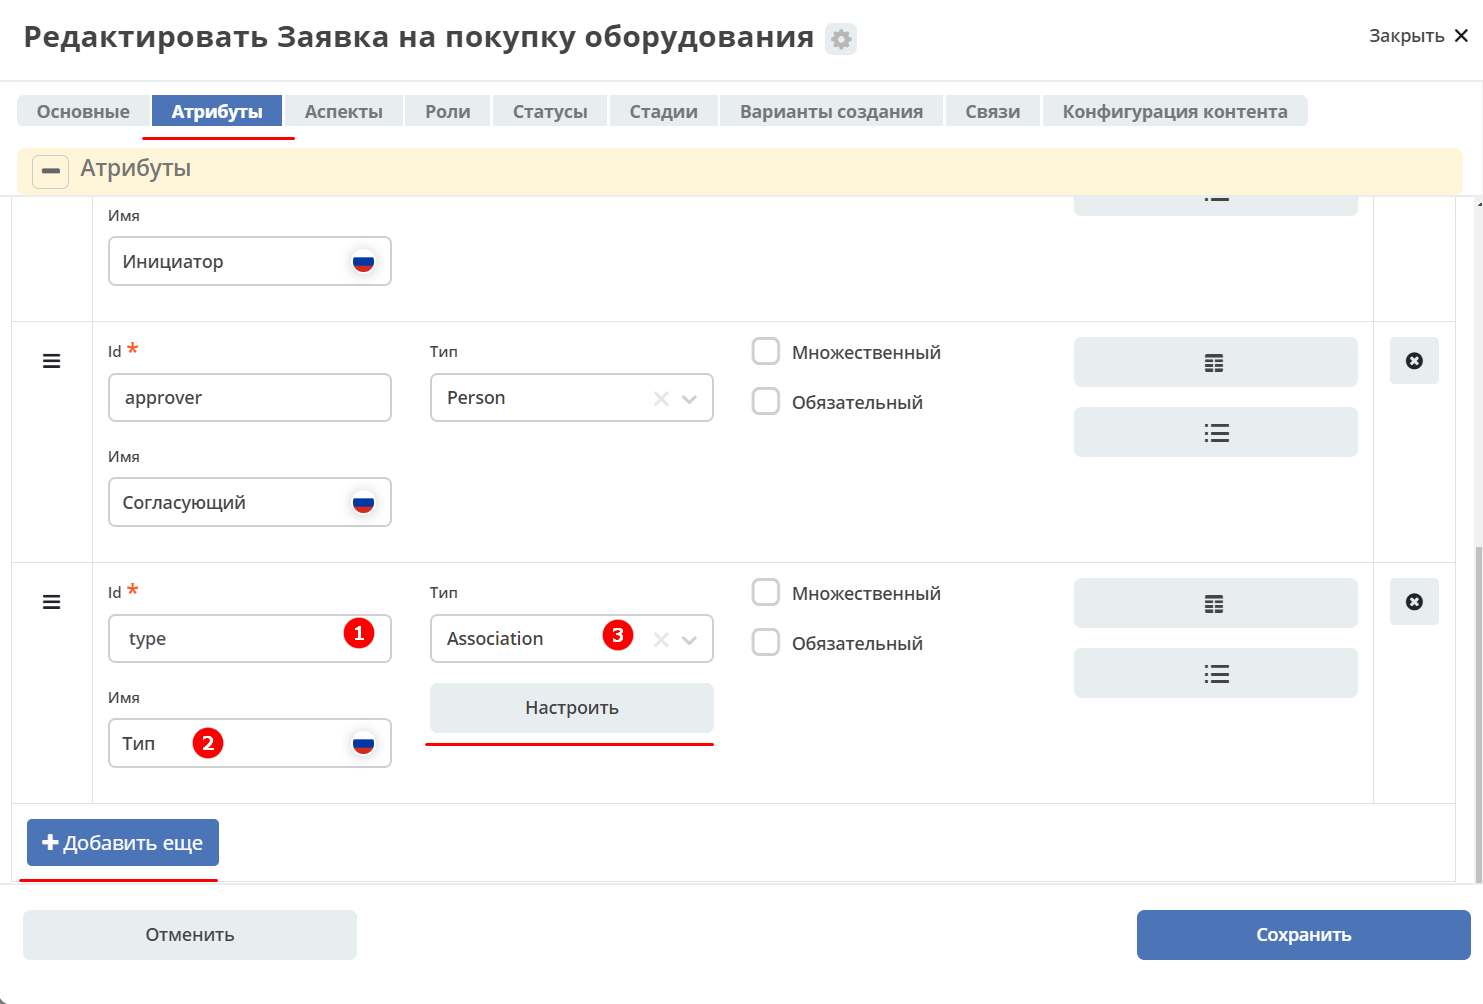 Редактировать Заявка на покупку оборудования
Закрыть
Основные Атрибуты Аспекты Роли Статусы Стадии Варианты создания Связи Конфигурация контента
Атрибуты
Имя
Инициатор
Id * Тип
Множественный
approver Person
Обязательный
Имя
Согласующий
Id * Тип
Множественный
type 1 Association 3
Обязательный
Имя
Настроить
Тип 2
Добавить еще
Отменить Сохранить